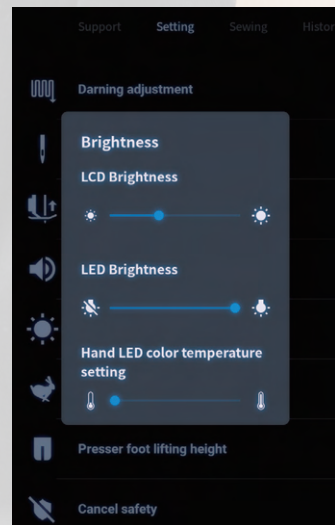 Support Setting Sewing Histor
Darning adjustment
Brightness
LCD Brightness
LED Brightness
Hand LED color temperature
setting
Presser foot lifting height
Cancel safety